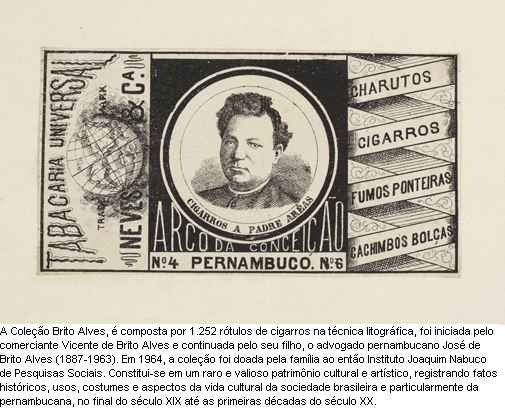 TABACARIA UNIVERSAL
TRADE MARK
NEVES & Cª.
CIGARROS A PADRE AREAS
ARCO DA CONCEIÇÃO
Nº 4 PERNAMBUCO. Nº 6
CHARUTOS
CIGARROS
FUMOS PONTEIRAS
CACHIMBOS BOLÇAS
A Coleção Brito Alves, é composta por 1.252 rótulos de cigarros na técnica litográfica, foi iniciada pelo
comerciante Vicente de Brito Alves e continuada pelo seu filho, o advogado pernambucano José de
Brito Alves (1887-1963). Em 1964, a coleção foi doada pela família ao então Instituto Joaquim Nabuco
de Pesquisas Sociais. Constitui-se em um raro e valioso patrimônio cultural e artístico, registrando fatos
históricos, usos, costumes e aspectos da vida cultural da sociedade brasileira e particularmente da
pernambucana, no final do século XIX até as primeiras décadas do século XX.